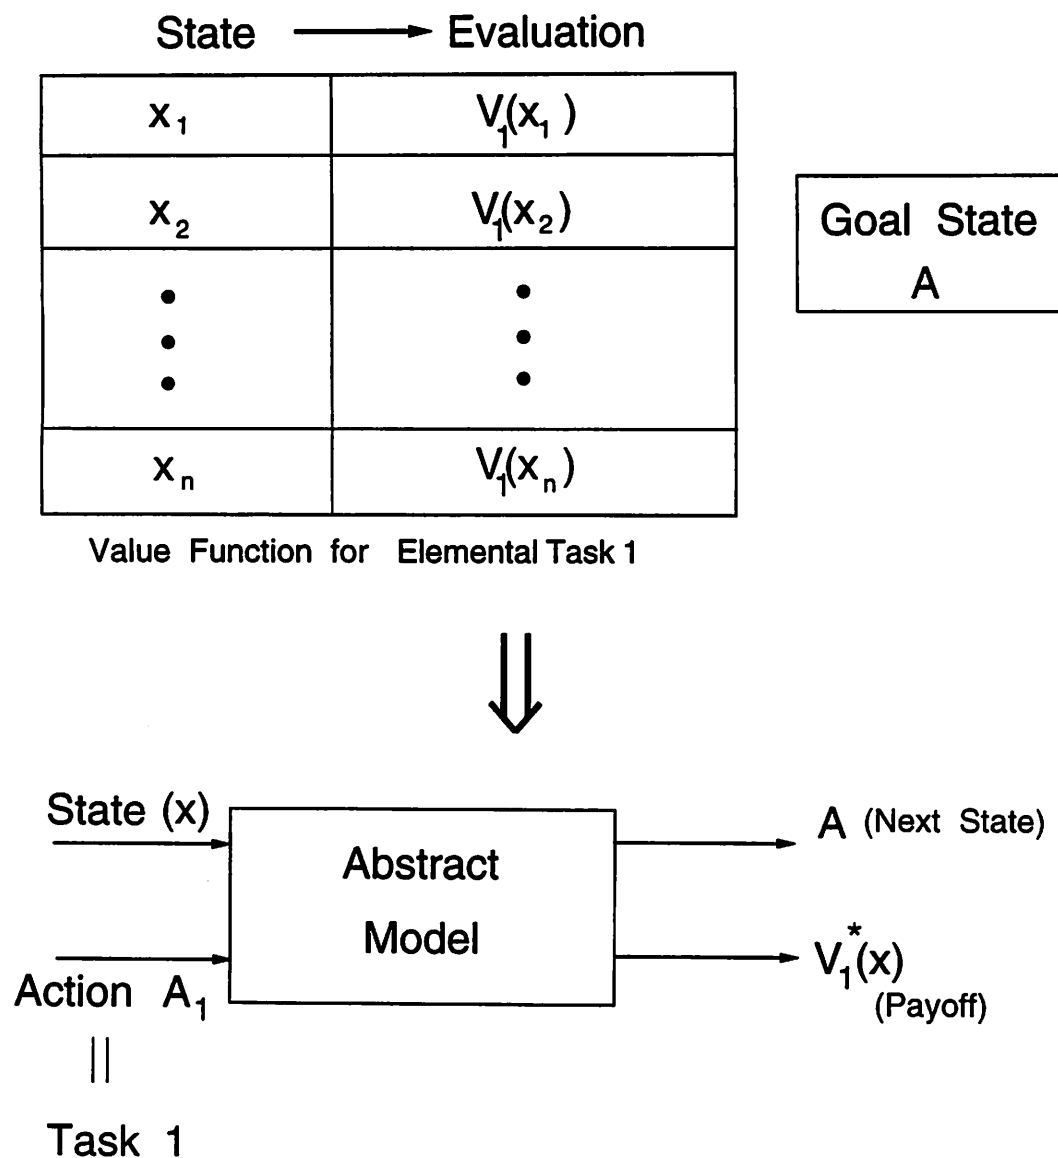 State → Evaluation
x₁ V₁(x₁)
x₂ V₁(x₂)
xₙ V₁(xₙ)
Goal State
A
Value Function for Elemental Task 1
State (x)
Action A₁
||
Task 1
Abstract
Model
A (Next State)
V₁*(x)
(Payoff)